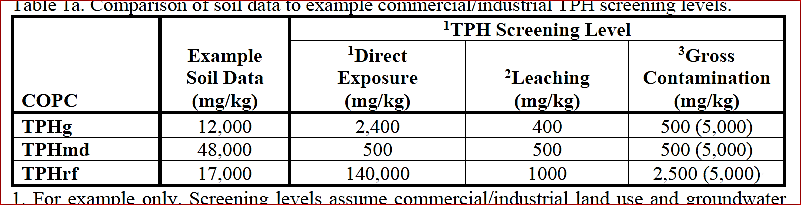 Table 1a. Comparison of soil data to example commercial/industrial TPH screening levels.
¹TPH Screening Level
COPC Example Soil Data (mg/kg) ¹Direct Exposure (mg/kg) ²Leaching (mg/kg) ³Gross Contamination (mg/kg)
TPHg 12,000 2,400 400 500 (5,000)
TPHmd 48,000 500 500 500 (5,000)
TPHrf 17,000 140,000 1000 2,500 (5,000)
1. For example only. Screening levels assume commercial/industrial land use and groundwater